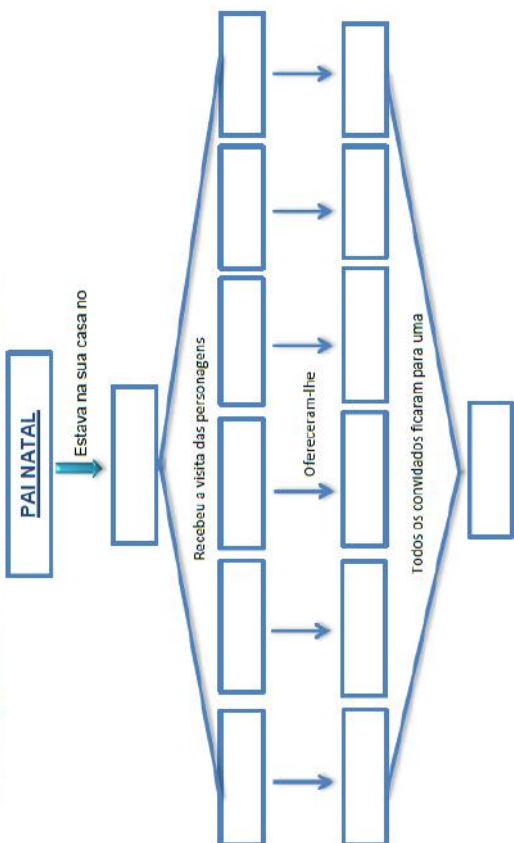 PAI NATAL
Estava na sua casa no
Recebeu a visita das personagens
Ofereceram-lhe
Todos os convidados ficaram para uma